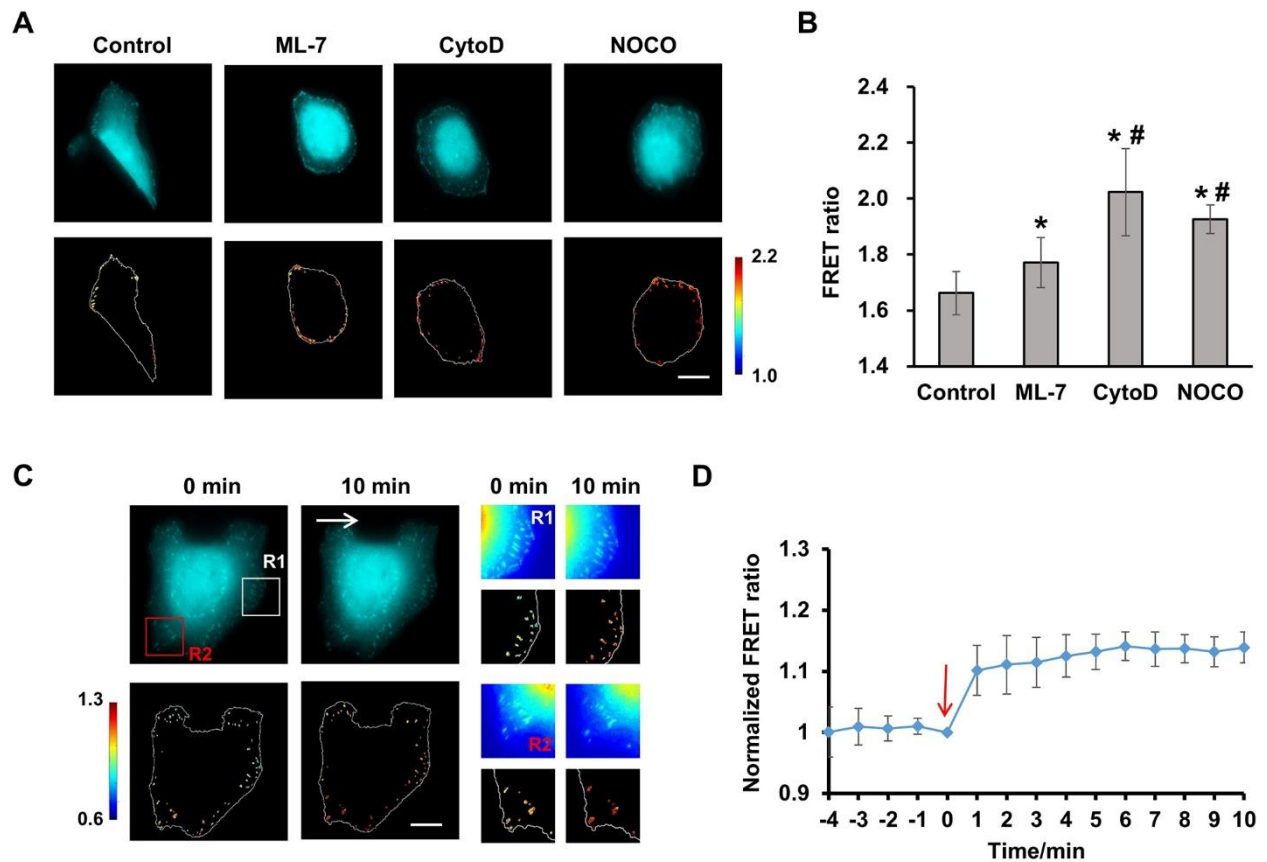 A
Control ML-7 CytoD NOCO
2.2
1.0
B
FRET ratio
2.4
2.2
2.0
1.8
1.6
1.4
*
* #
* #
Control ML-7 CytoD NOCO
C
0 min 10 min 0 min 10 min
R1
R2
R1
R2
1.3
0.6
D
Normalized FRET ratio
1.3
1.2
1.1
1
0.9
-4 -3 -2 -1 0 1 2 3 4 5 6 7 8 9 10
Time/min